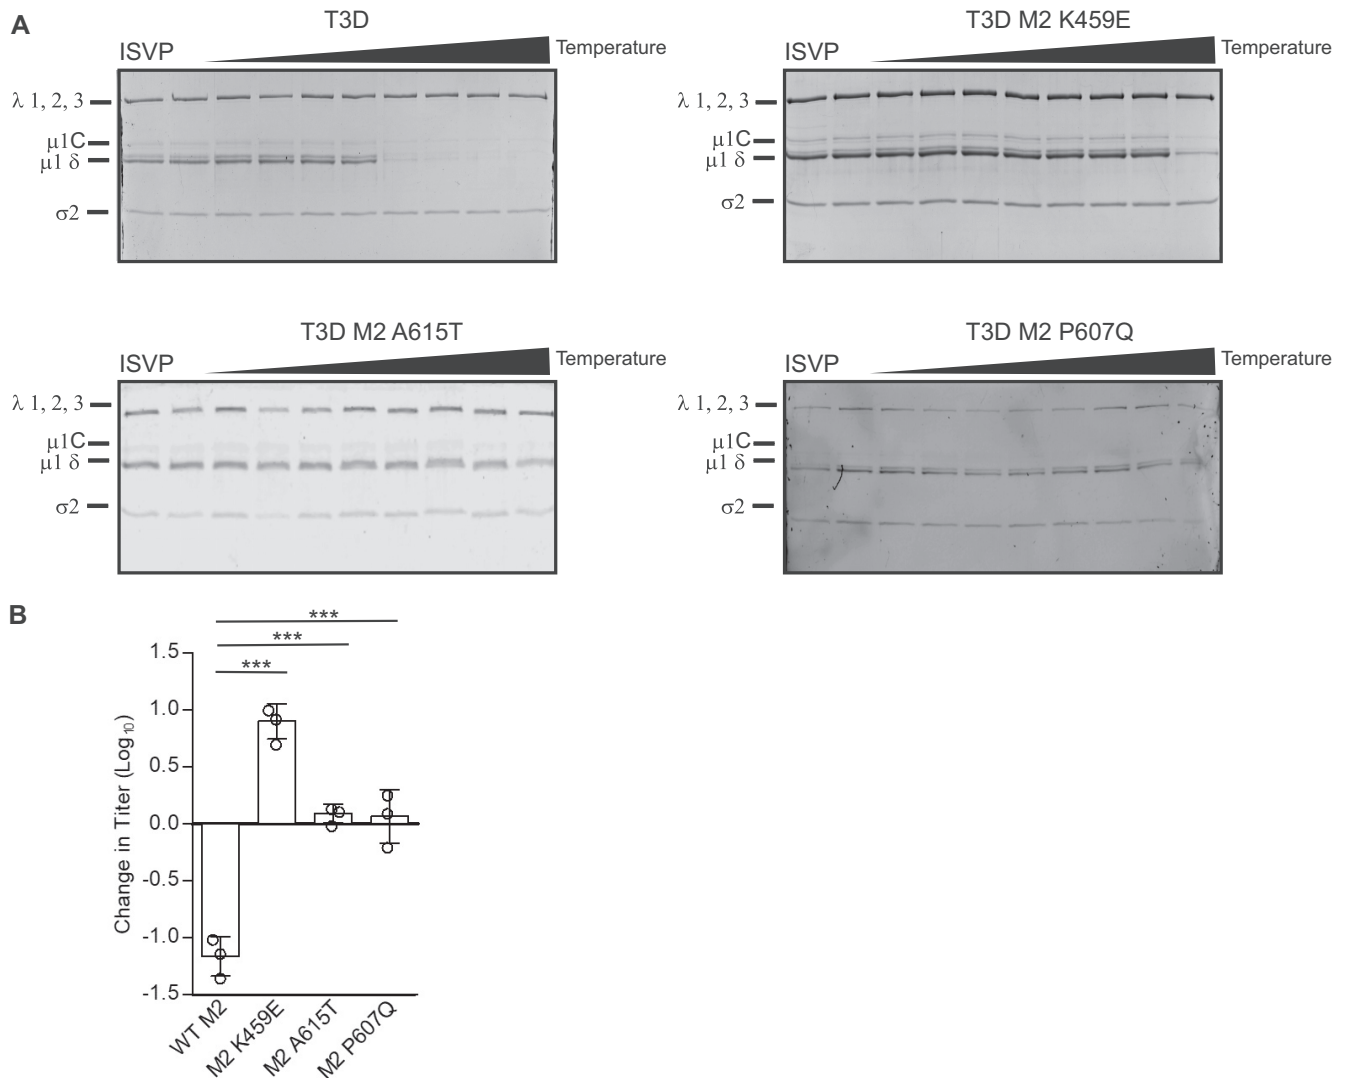 A
T3D
ISVP
Temperature
λ 1, 2, 3
μ1C
μ1 δ
σ2
T3D M2 K459E
ISVP
Temperature
λ 1, 2, 3
μ1C
μ1 δ
σ2
T3D M2 A615T
ISVP
Temperature
λ 1, 2, 3
μ1C
μ1 δ
σ2
T3D M2 P607Q
ISVP
Temperature
λ 1, 2, 3
μ1C
μ1 δ
σ2
B
***
***
***
Change in Titer (Log₁₀)
1.5
1.0
0.5
0.0
-0.5
-1.0
-1.5
WT M2
M2 K459E
M2 A615T
M2 P607Q